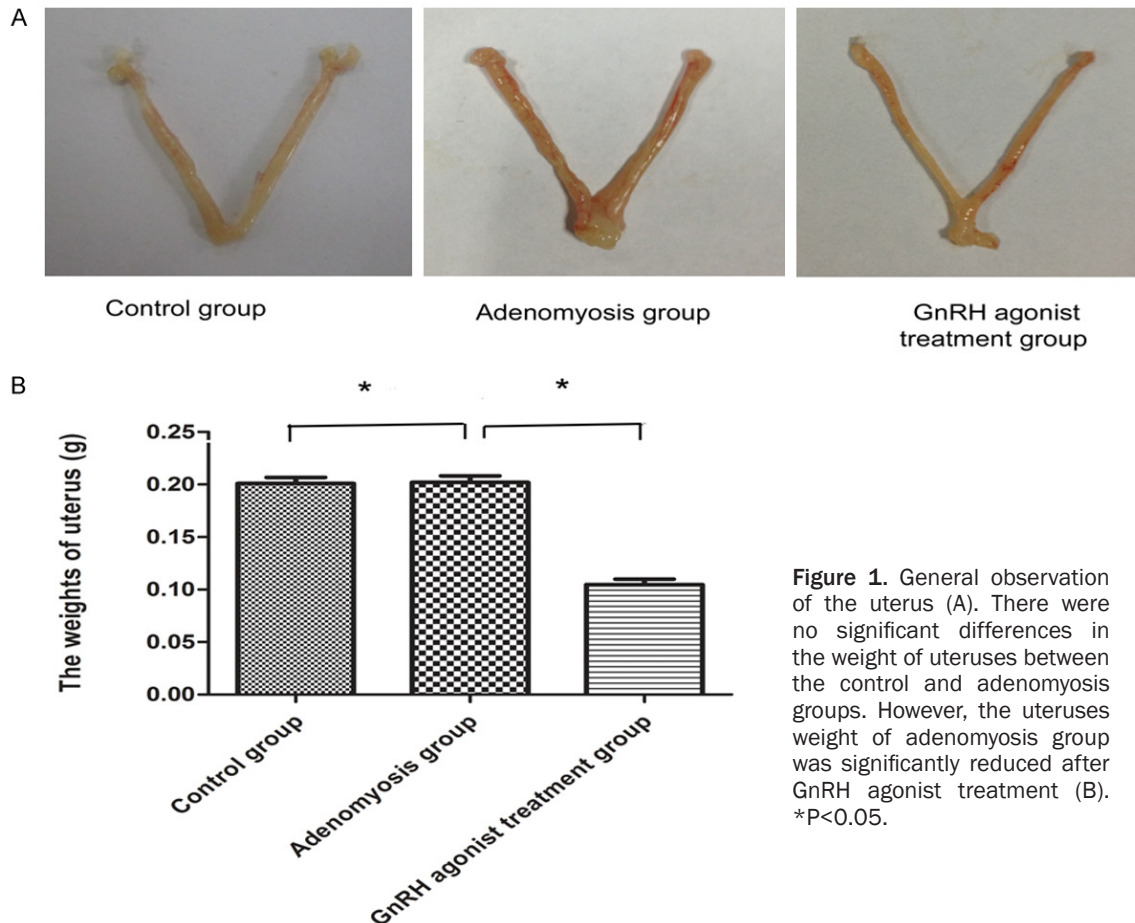 A
Control group
Adenomyosis group
GnRH agonist
treatment group
B
*
*
The weights of uterus (g)
0.25
0.20
0.15
0.10
0.05
0.00
Control group
Adenomyosis group
GnRH agonist treatment group
Figure 1. General observation
of the uterus (A). There were
no significant differences in
the weight of uteruses between
the control and adenomyosis
groups. However, the uteruses
weight of adenomyosis group
was significantly reduced after
GnRH agonist treatment (B).
*P<0.05.